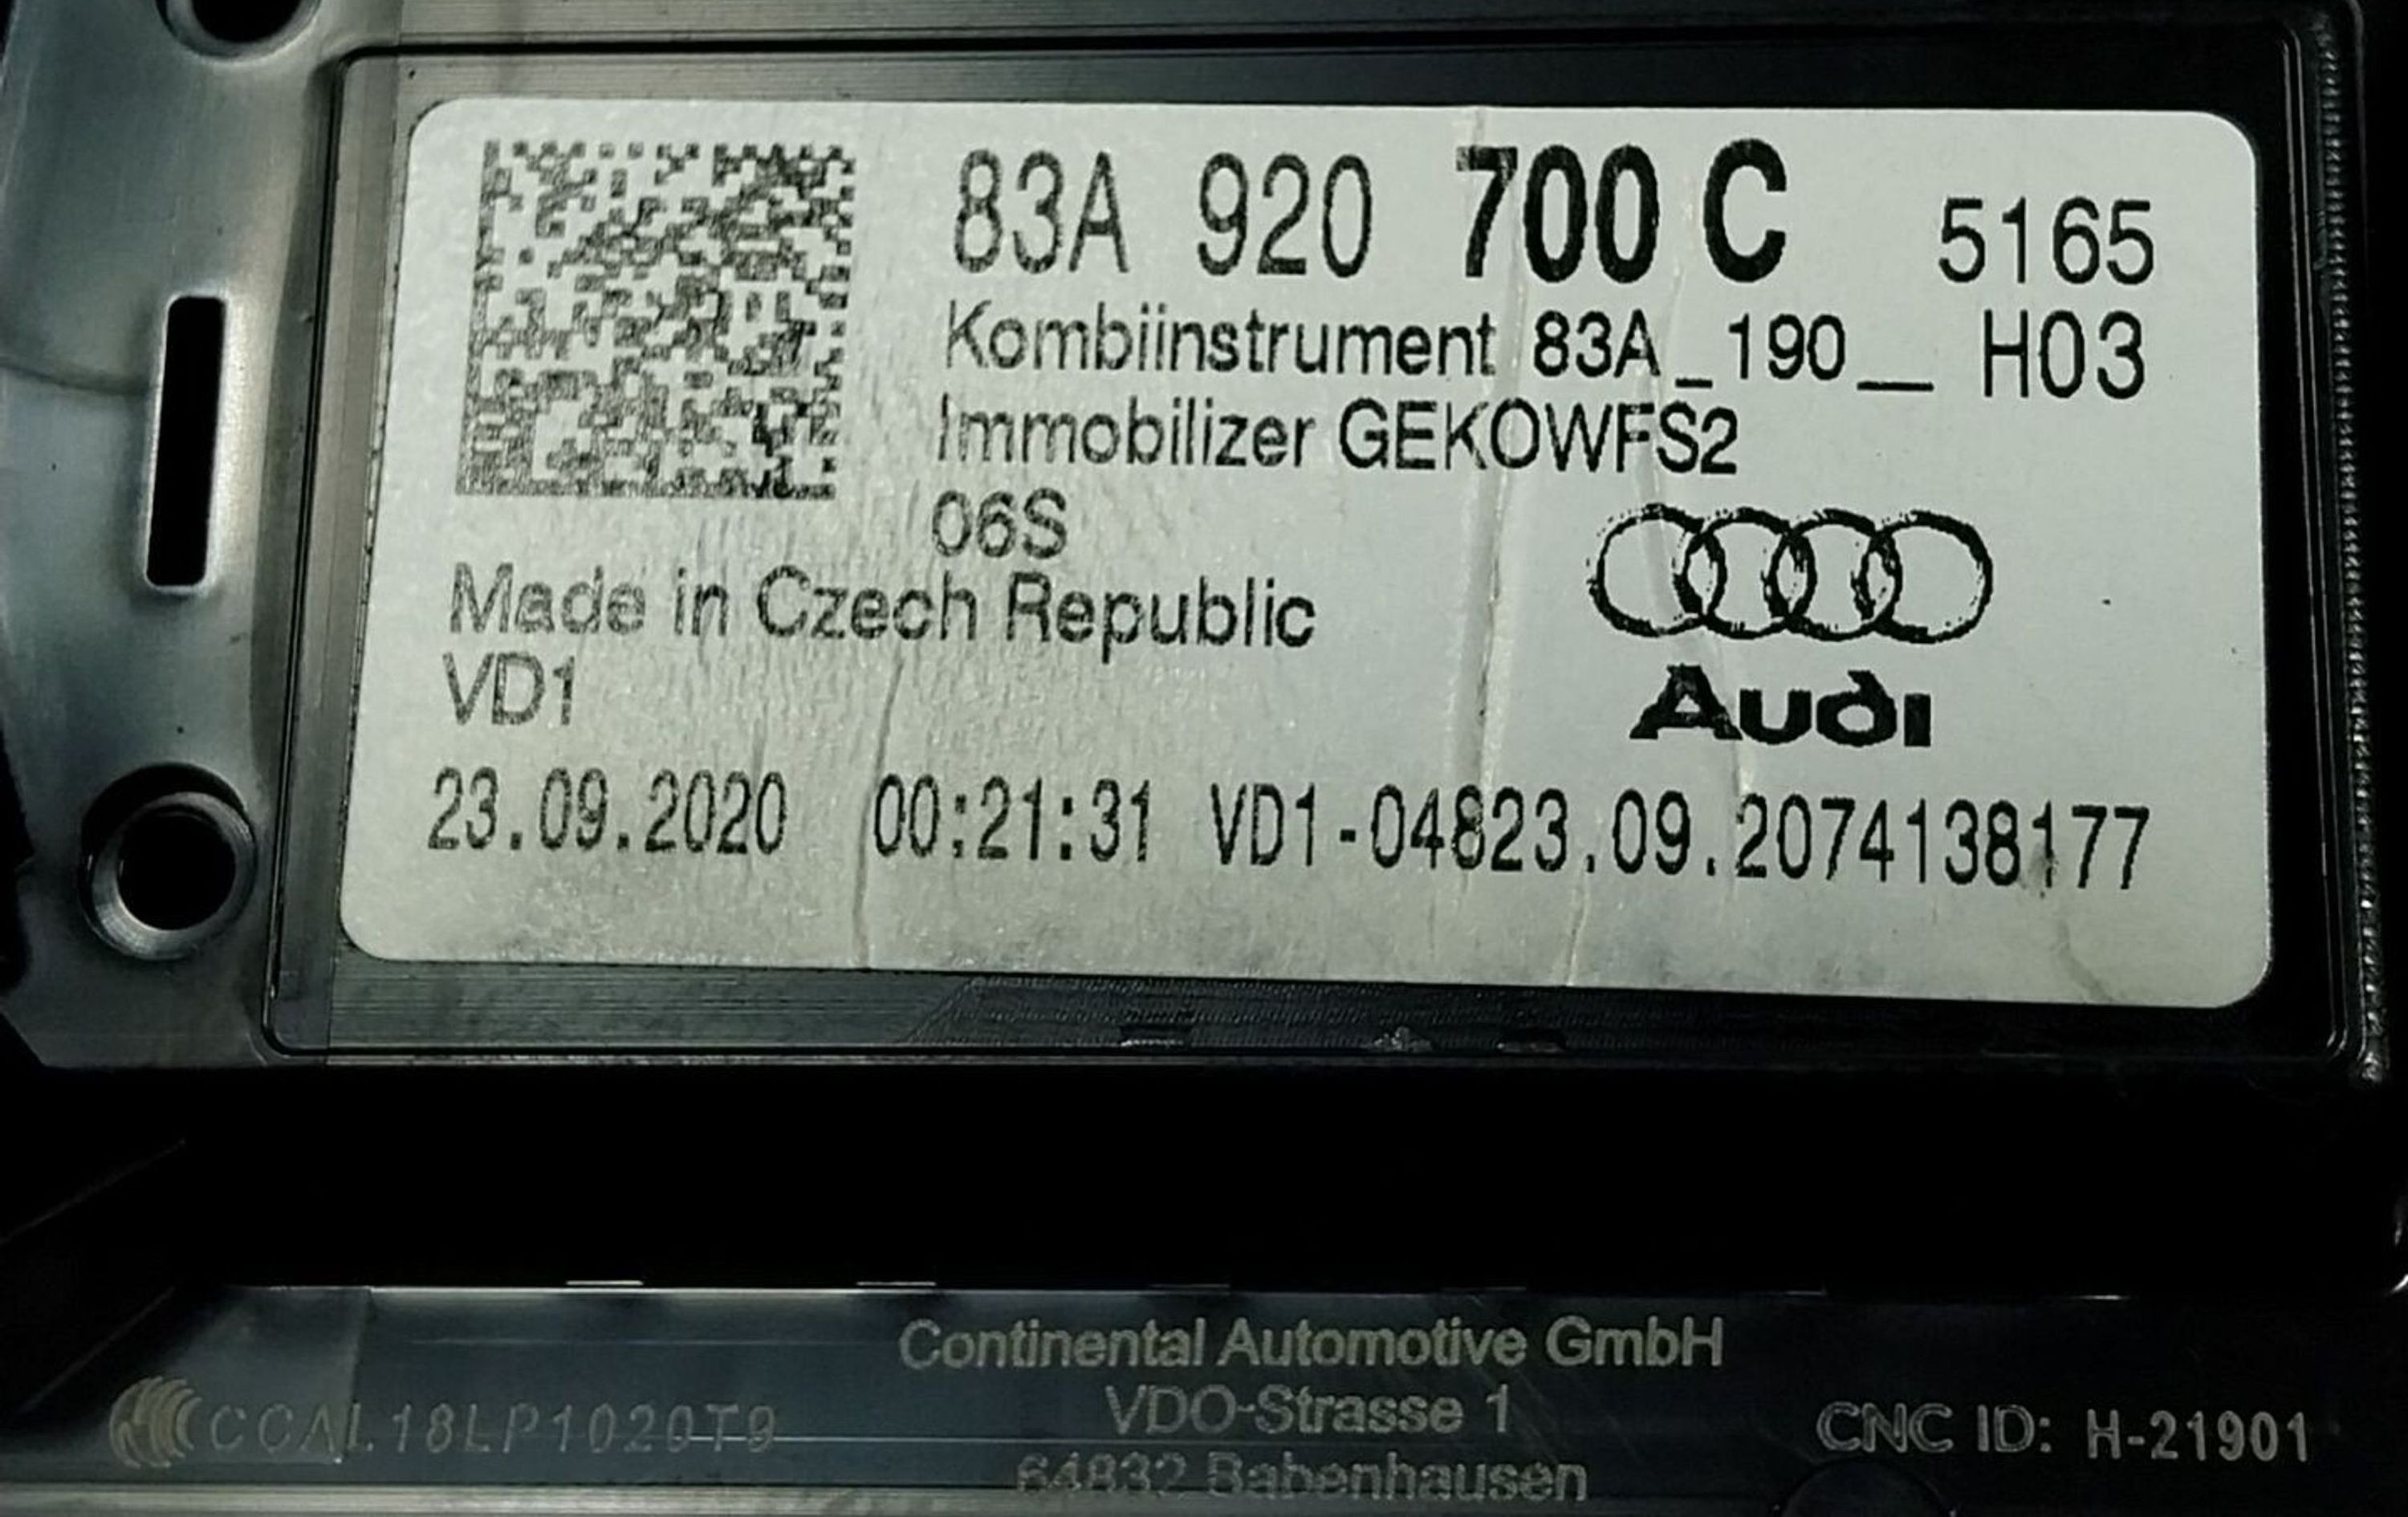 83A 920 700 C 5165
Kombiinstrument 83A_190__ H03
Immobilizer GEKOWFS2
06S
Made in Czech Republic
VD1
Audi
23.09.2020 00:21:31 VD1-04823.09.2074138177
Continental Automotive GmbH
VDO-Strasse 1
64832 Babenhausen
CCAL18LP1020T9
CNC ID: H-21901